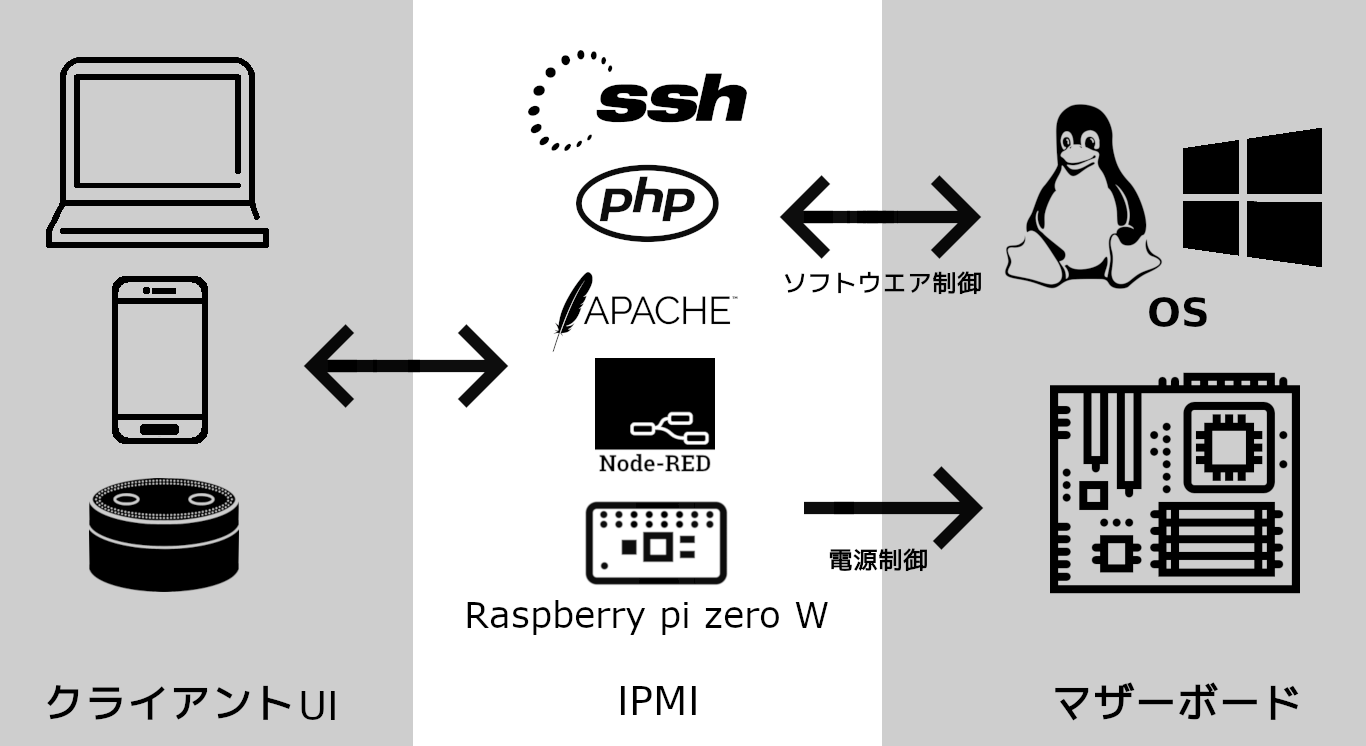 ssh
php
APACHE™
Node-RED
Raspberry pi zero W
ソフトウエア制御
OS
電源制御
クライアントUI
IPMI
マザーボード